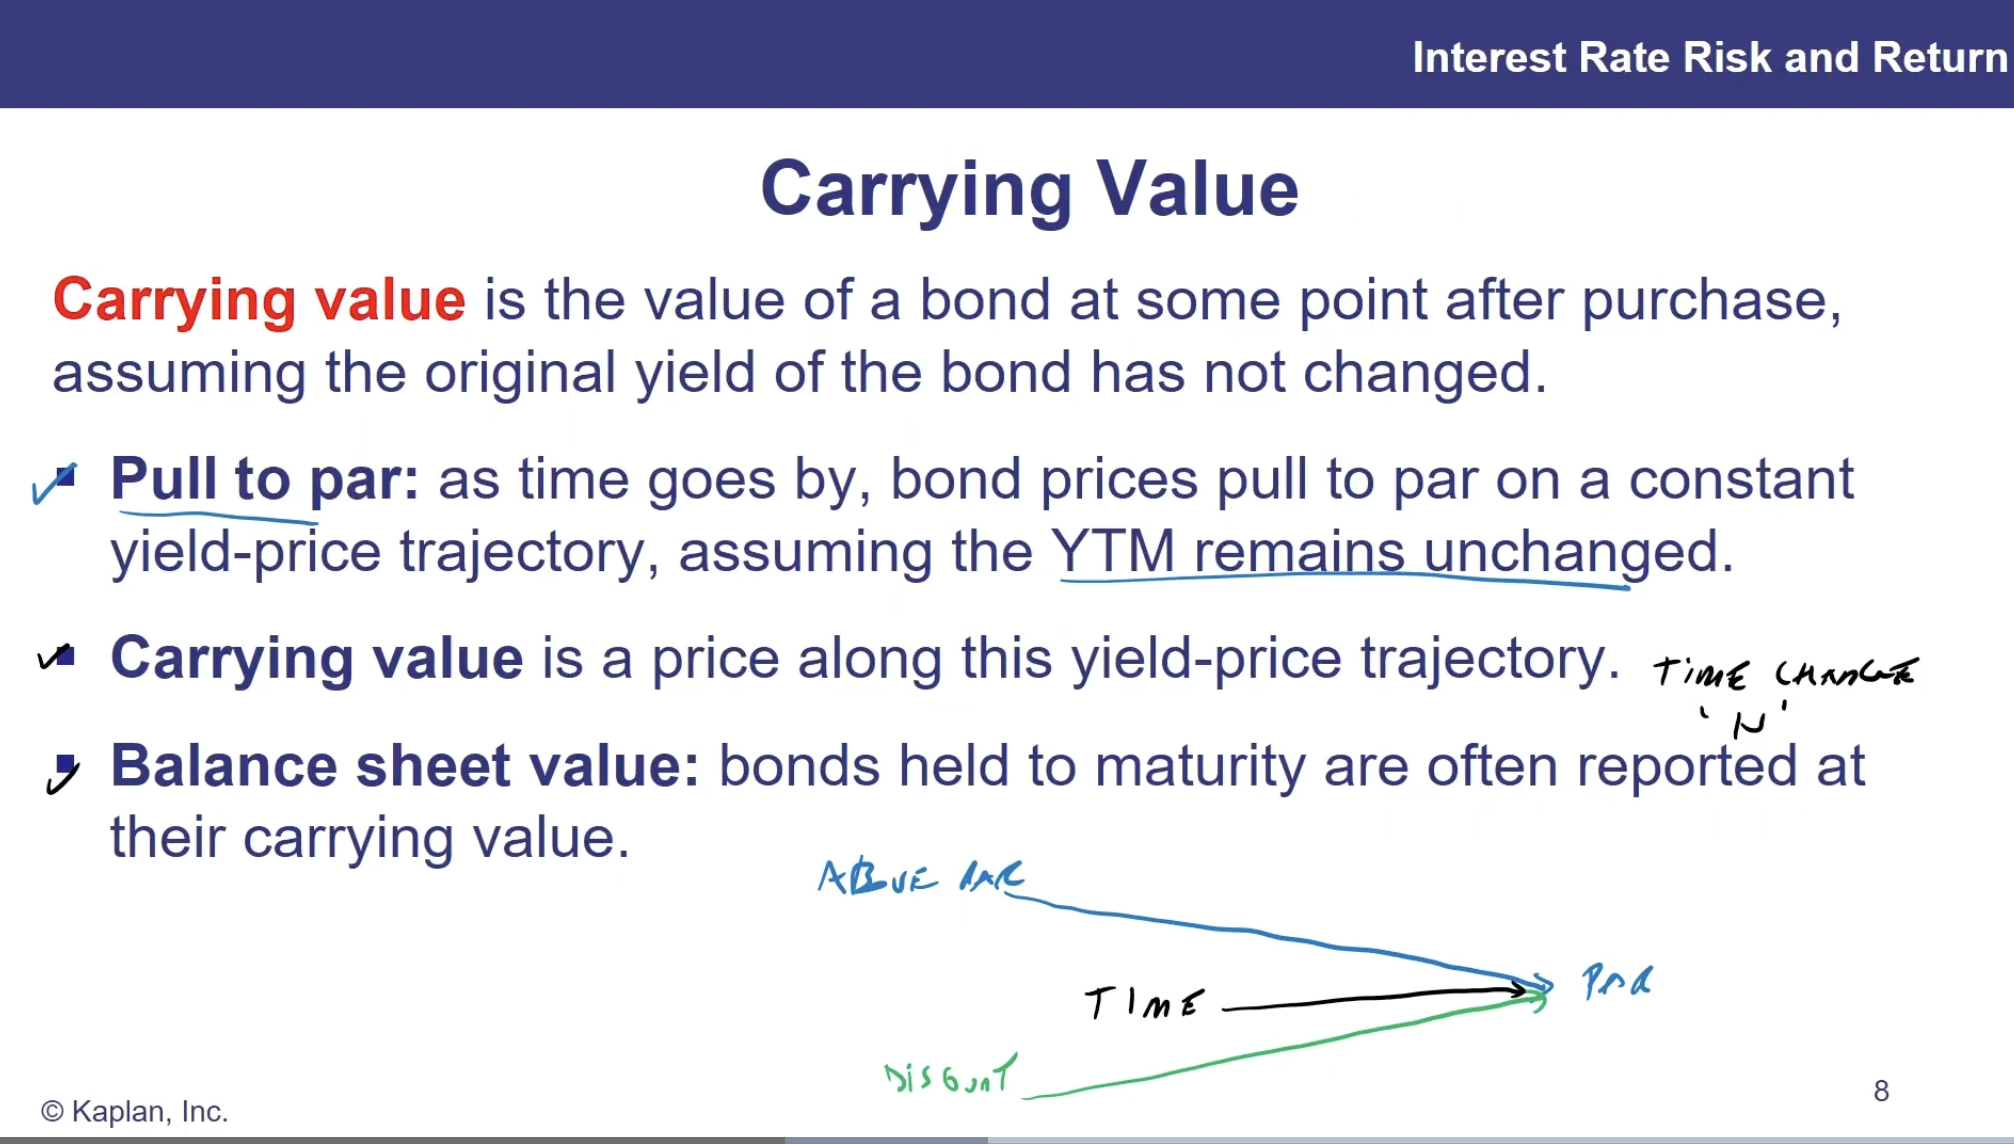 Interest Rate Risk and Return
Carrying Value
Carrying value is the value of a bond at some point after purchase,
assuming the original yield of the bond has not changed.
Pull to par: as time goes by, bond prices pull to par on a constant
yield-price trajectory, assuming the YTM remains unchanged.
Carrying value is a price along this yield-price trajectory.
TIME CHANGE
'N'
Balance sheet value: bonds held to maturity are often reported at
their carrying value.
ABOVE PAR
PAR
TIME
DISCOUNT
8
© Kaplan, Inc.